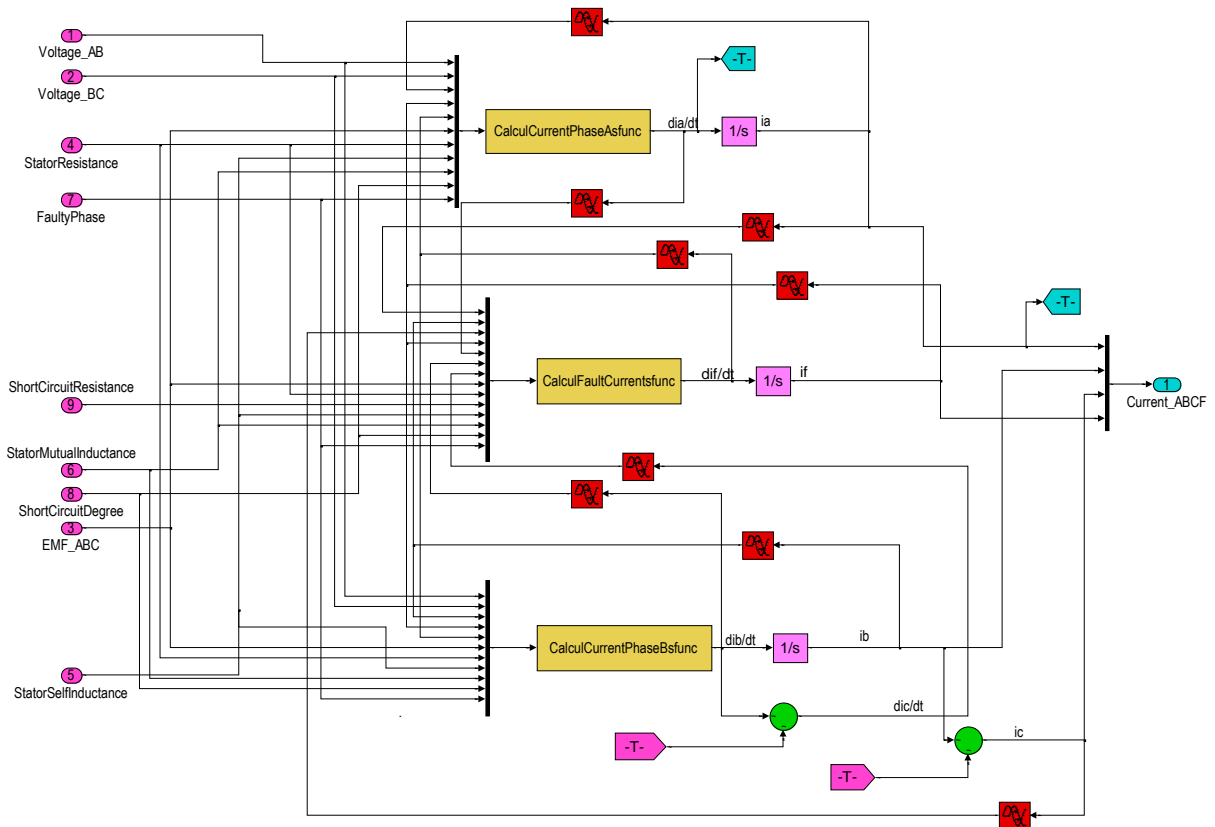 1
Voltage_AB
2
Voltage_BC
4
StatorResistance
7
FaultyPhase
CalculCurrentPhaseAsfunc
dia/dt
1/s
ia
-T-
-T-
ShortCircuitResistance
9
CalculFaultCurrentsfunc
dif/dt
1/s
if
1
Current_ABCF
StatorMutualInductance
6
8
ShortCircuitDegree
3
EMF_ABC
CalculCurrentPhaseBsfunc
dib/dt
1/s
ib
5
StatorSelfInductance
dic/dt
-T-
ic
-T-